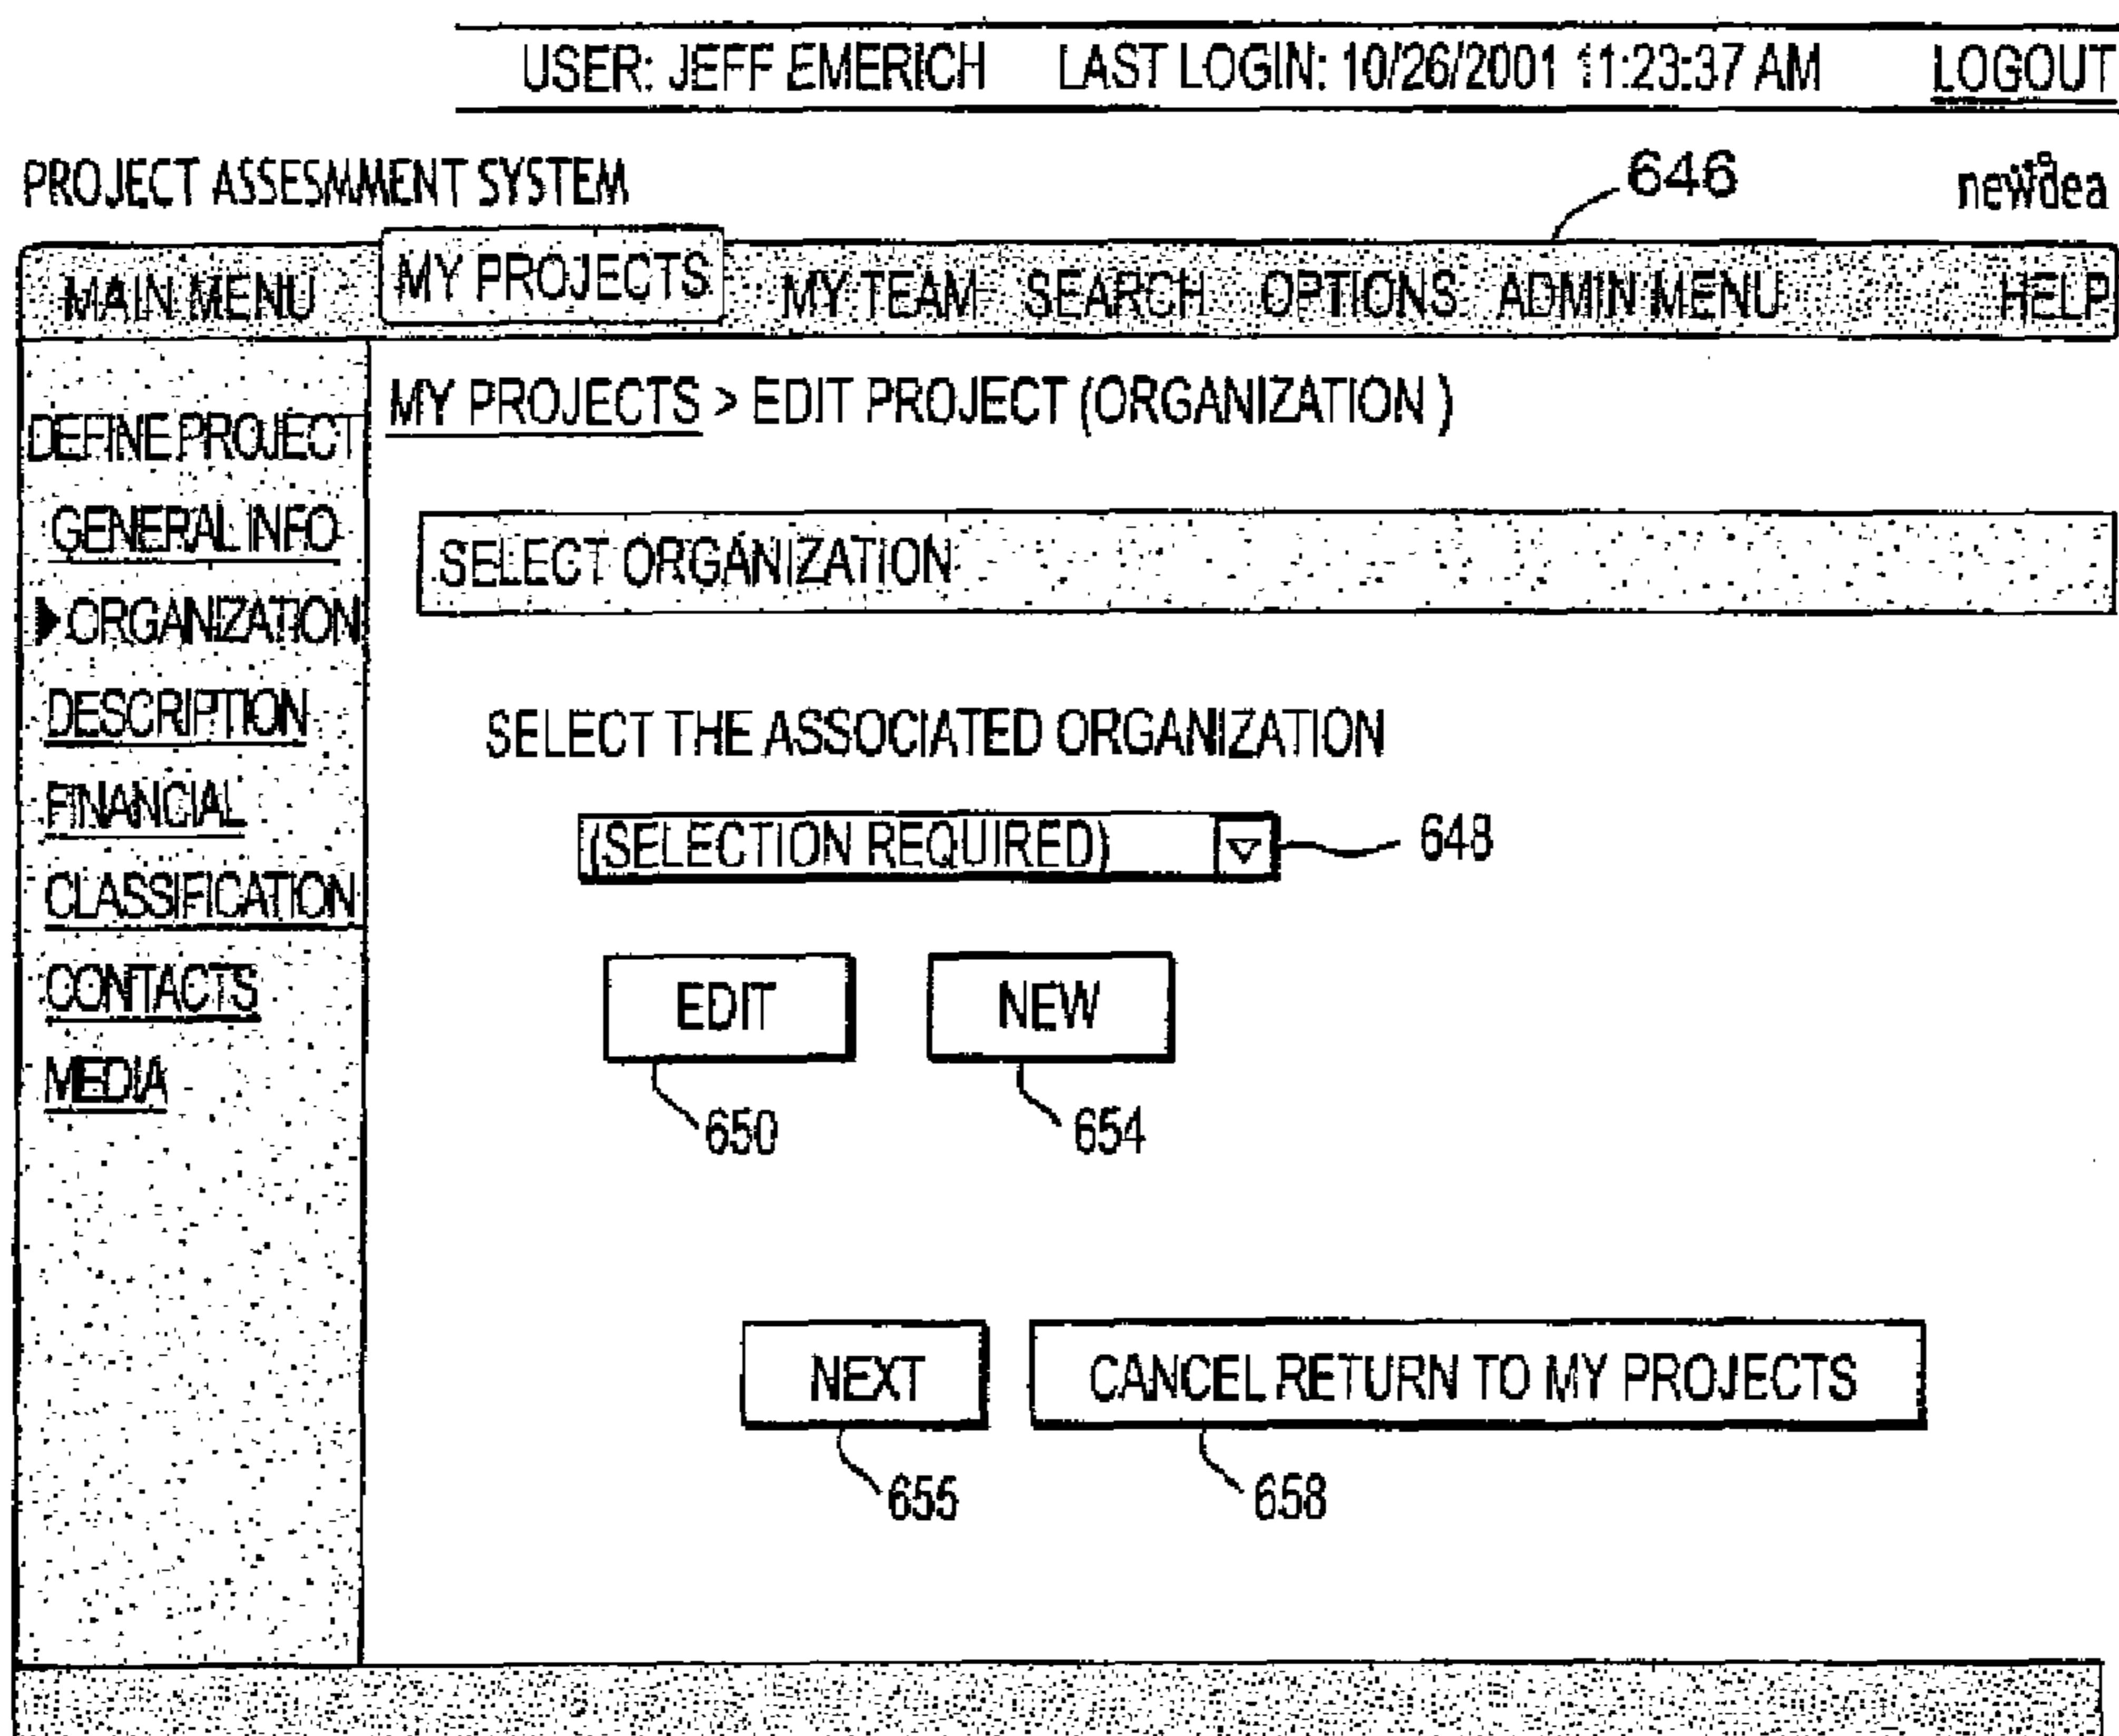 USER: JEFF EMERICH LAST LOGIN: 10/26/2001 11:23:37 AM LOGOUT
PROJECT ASSESMMENT SYSTEM 646 newdea
MAIN MENU MY PROJECTS MY TEAM SEARCH OPTIONS ADMIN MENU HELP
MY PROJECTS > EDIT PROJECT (ORGANIZATION )
DEFINE PROJECT
GENERAL INFO
SELECT ORGANIZATION
▶ORGANIZATION
DESCRIPTION
SELECT THE ASSOCIATED ORGANIZATION
FINANCIAL
(SELECTION REQUIRED) 648
CLASSIFICATION
CONTACTS
EDIT NEW
MEDIA
650 654
NEXT CANCEL RETURN TO MY PROJECTS
655 658